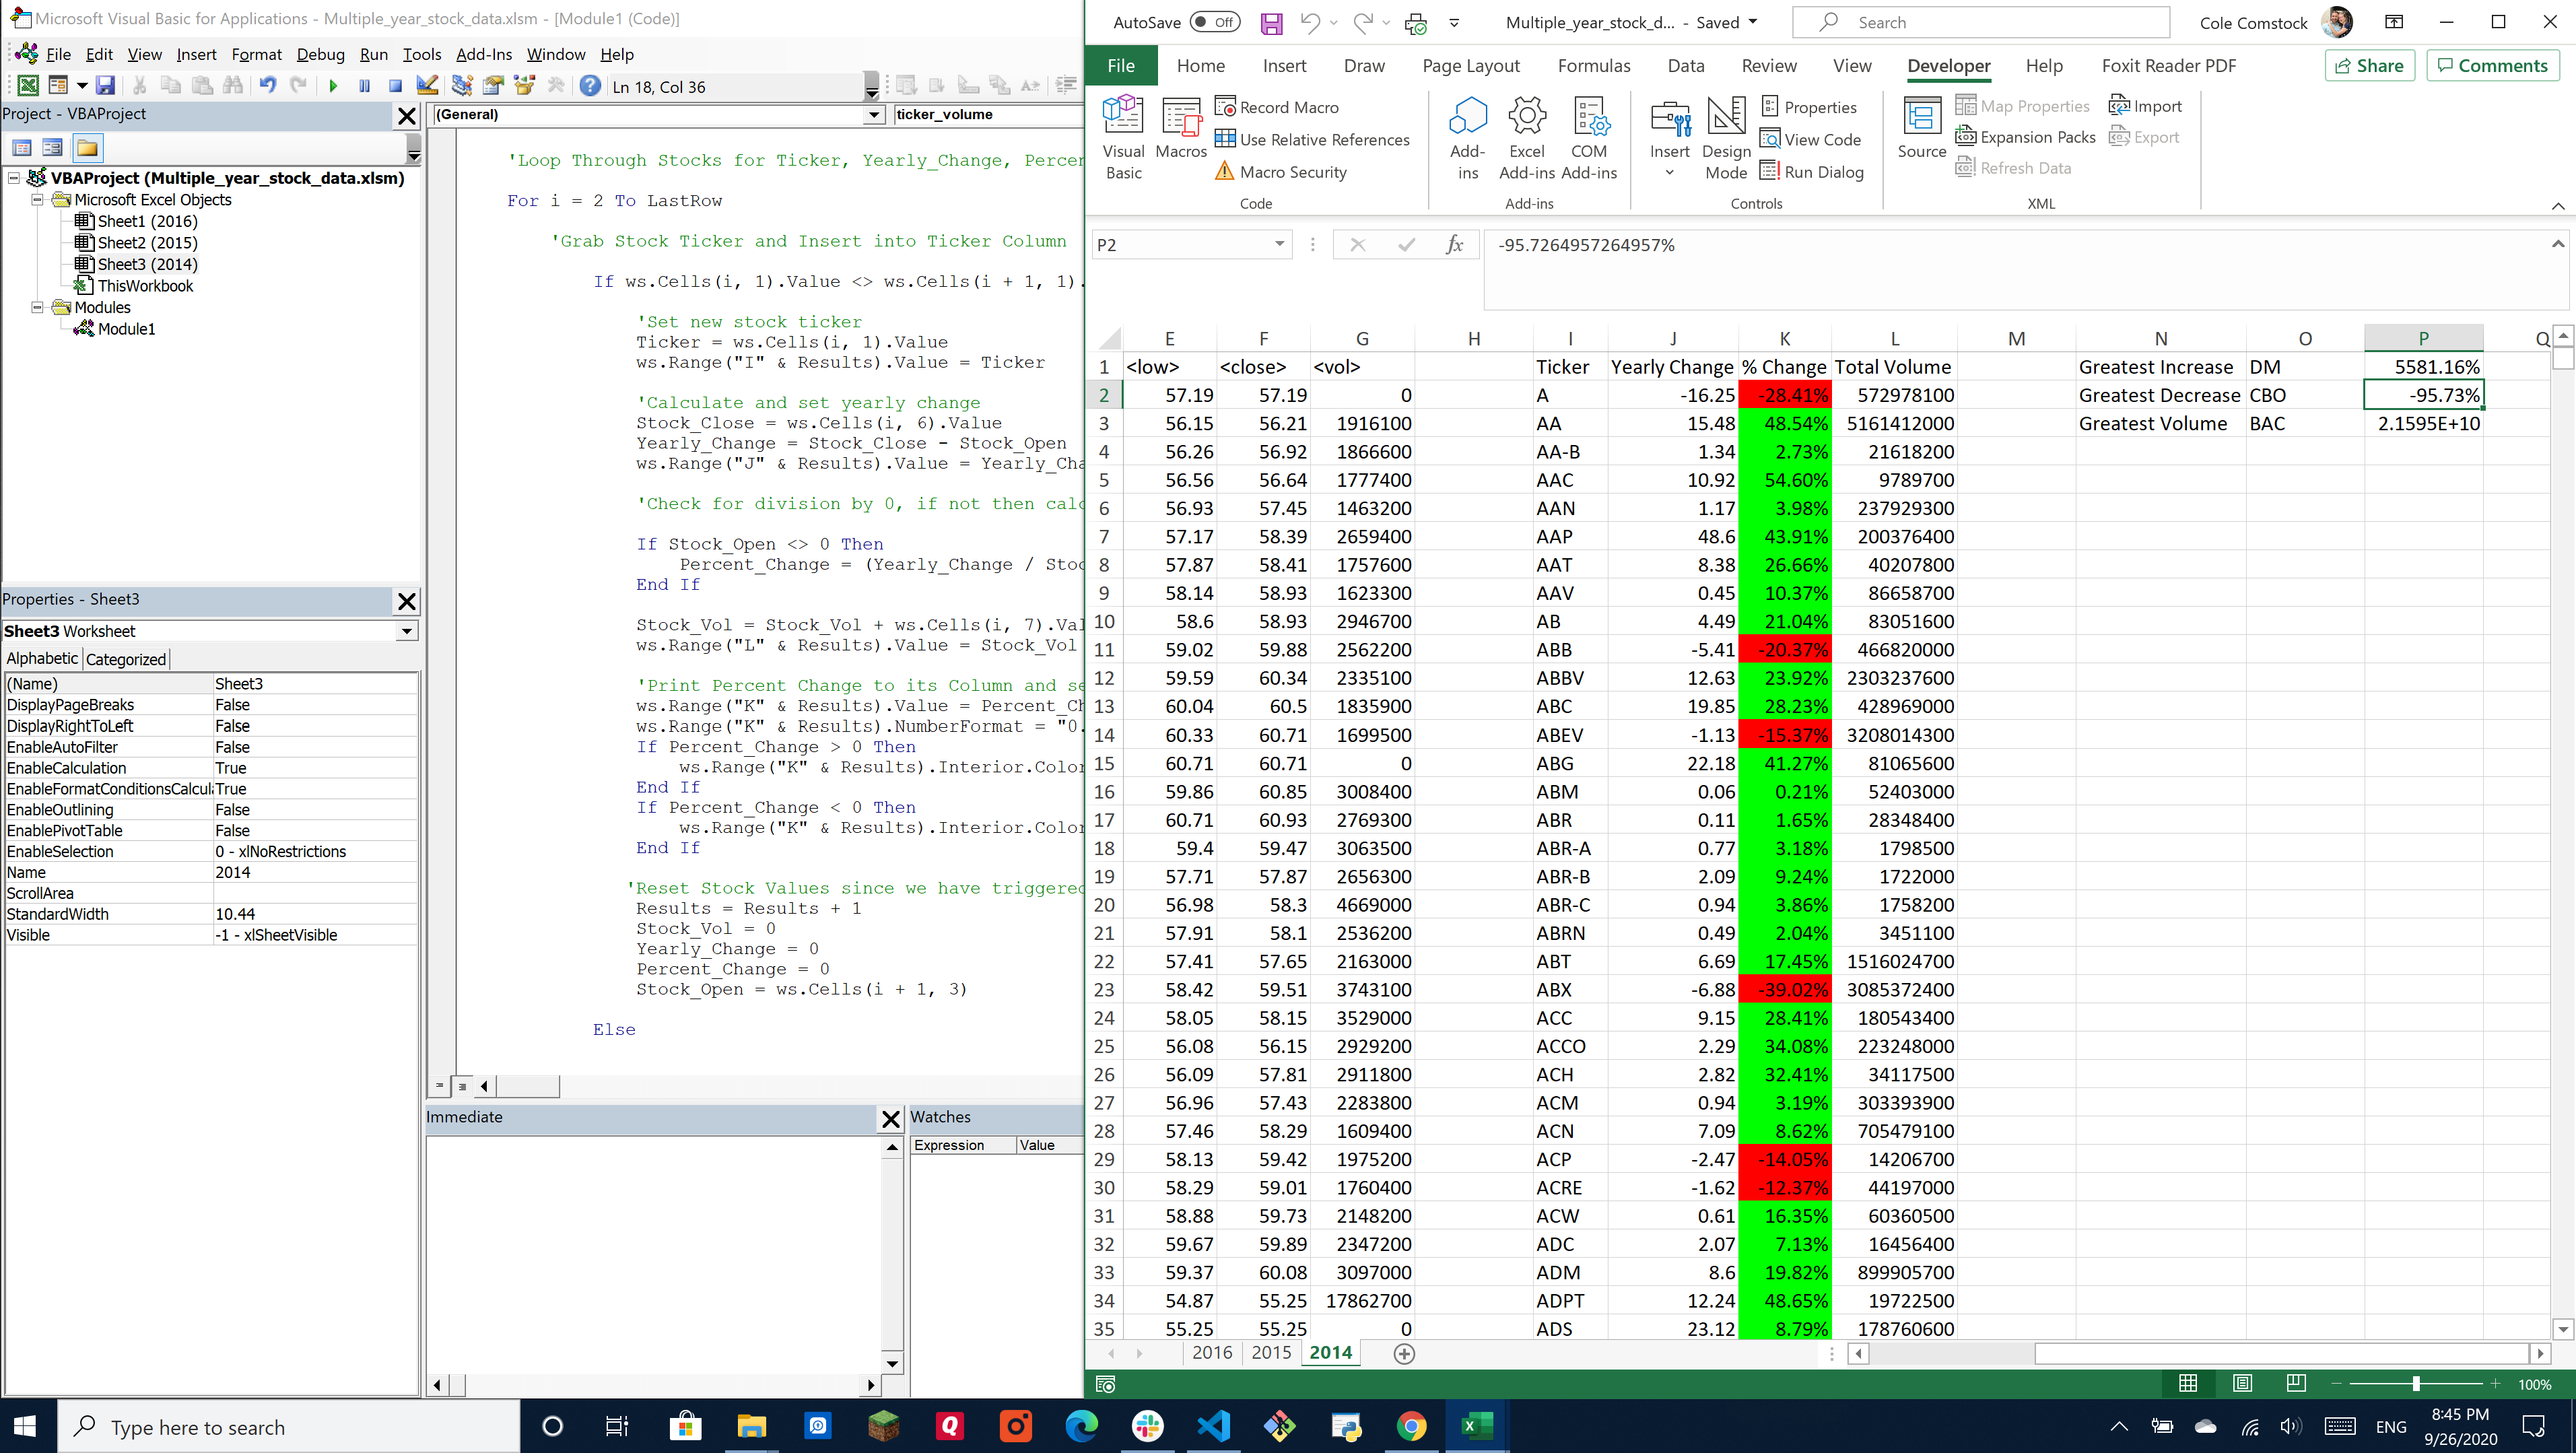 Microsoft Visual Basic for Applications - Multiple_year_stock_data.xlsm - [Module1 (Code)]
File Edit View Insert Format Debug Run Tools Add-Ins Window Help
Ln 18, Col 36
Project - VBAProject
VBAProject (Multiple_year_stock_data.xlsm)
Microsoft Excel Objects
Sheet1 (2016)
Sheet2 (2015)
Sheet3 (2014)
ThisWorkbook
Modules
Module1
Properties - Sheet3
Sheet3 Worksheet
Alphabetic Categorized
(Name) Sheet3
DisplayPageBreaks False
DisplayRightToLeft False
EnableAutoFilter False
EnableCalculation True
EnableFormatConditionsCalcul True
EnableOutlining False
EnablePivotTable False
EnableSelection 0 - xlNoRestrictions
Name 2014
ScrollArea
StandardWidth 10.44
Visible -1 - xlSheetVisible
(General) ticker_volume
'Loop Through Stocks for Ticker, Yearly_Change, Percen
For i = 2 To LastRow
'Grab Stock Ticker and Insert into Ticker Column
If ws.Cells(i, 1).Value <> ws.Cells(i + 1, 1).
'Set new stock ticker
Ticker = ws.Cells(i, 1).Value
ws.Range("I" & Results).Value = Ticker
'Calculate and set yearly change
Stock_Close = ws.Cells(i, 6).Value
Yearly_Change = Stock_Close - Stock_Open
ws.Range("J" & Results).Value = Yearly_Cha
'Check for division by 0, if not then calc
If Stock_Open <> 0 Then
Percent_Change = (Yearly_Change / Stoc
End If
Stock_Vol = Stock_Vol + ws.Cells(i, 7).Val
ws.Range("L" & Results).Value = Stock_Vol
'Print Percent Change to its Column and se
ws.Range("K" & Results).Value = Percent_Ch
ws.Range("K" & Results).NumberFormat = "0.
If Percent_Change > 0 Then
ws.Range("K" & Results).Interior.Color
End If
If Percent_Change < 0 Then
ws.Range("K" & Results).Interior.Color
End If
'Reset Stock Values since we have triggered
Results = Results + 1
Stock_Vol = 0
Yearly_Change = 0
Percent_Change = 0
Stock_Open = ws.Cells(i + 1, 3)
Else
Immediate
Watches
Expression Value
AutoSave Off Multiple_year_stock_d... - Saved Search Cole Comstock
File Home Insert Draw Page Layout Formulas Data Review View Developer Help Foxit Reader PDF Share Comments
Visual Basic
Macros
Record Macro
Use Relative References
Macro Security
Code
Add-ins
Excel Add-ins
COM Add-ins
Add-ins
Insert
Design Mode
Properties
View Code
Run Dialog
Controls
Source
Map Properties
Expansion Packs
Refresh Data
Import
Export
XML
P2 fx -95.7264957264957%
E F G H I J K L M N O P Q
1 <low> <close> <vol> Ticker Yearly Change % Change Total Volume Greatest Increase DM 5581.16%
2 57.19 57.19 0 A -16.25 -28.41% 572978100 Greatest Decrease CBO -95.73%
3 56.15 56.21 1916100 AA 15.48 48.54% 5161412000 Greatest Volume BAC 2.1595E+10
4 56.26 56.92 1866600 AA-B 1.34 2.73% 21618200
5 56.56 56.64 1777400 AAC 10.92 54.60% 9789700
6 56.93 57.45 1463200 AAN 1.17 3.98% 237929300
7 57.17 58.39 2659400 AAP 48.6 43.91% 200376400
8 57.87 58.41 1757600 AAT 8.38 26.66% 40207800
9 58.14 58.93 1623300 AAV 0.45 10.37% 86658700
10 58.6 58.93 2946700 AB 4.49 21.04% 83051600
11 59.02 59.88 2562200 ABB -5.41 -20.37% 466820000
12 59.59 60.34 2335100 ABBV 12.63 23.92% 2303237600
13 60.04 60.5 1835900 ABC 19.85 28.23% 428969000
14 60.33 60.71 1699500 ABEV -1.13 -15.37% 3208014300
15 60.71 60.71 0 ABG 22.18 41.27% 81065600
16 59.86 60.85 3008400 ABM 0.06 0.21% 52403000
17 60.71 60.93 2769300 ABR 0.11 1.65% 28348400
18 59.4 59.47 3063500 ABR-A 0.77 3.18% 1798500
19 57.71 57.87 2656300 ABR-B 2.09 9.24% 1722000
20 56.98 58.3 4669000 ABR-C 0.94 3.86% 1758200
21 57.91 58.1 2536200 ABRN 0.49 2.04% 3451100
22 57.41 57.65 2163000 ABT 6.69 17.45% 1516024700
23 58.42 59.51 3743100 ABX -6.88 -39.02% 3085372400
24 58.05 58.15 3529000 ACC 9.15 28.41% 180543400
25 56.08 56.15 2929200 ACCO 2.29 34.08% 223248000
26 56.09 57.81 2911800 ACH 2.82 32.41% 34117500
27 56.96 57.43 2283800 ACM 0.94 3.19% 303393900
28 57.46 58.29 1609400 ACN 7.09 8.62% 705479100
29 58.13 59.42 1975200 ACP -2.47 -14.05% 14206700
30 58.29 59.01 1760400 ACRE -1.62 -12.37% 44197000
31 58.88 59.73 2148200 ACW 0.61 16.35% 60360500
32 59.67 59.89 2347200 ADC 2.07 7.13% 16456400
33 59.37 60.08 3097000 ADM 8.6 19.82% 899905700
34 54.87 55.25 17862700 ADPT 12.24 48.65% 19722500
35 55.25 55.25 0 ADS 23.12 8.79% 178760600
2016 2015 2014
100%
Type here to search
ENG
8:45 PM
9/26/2020